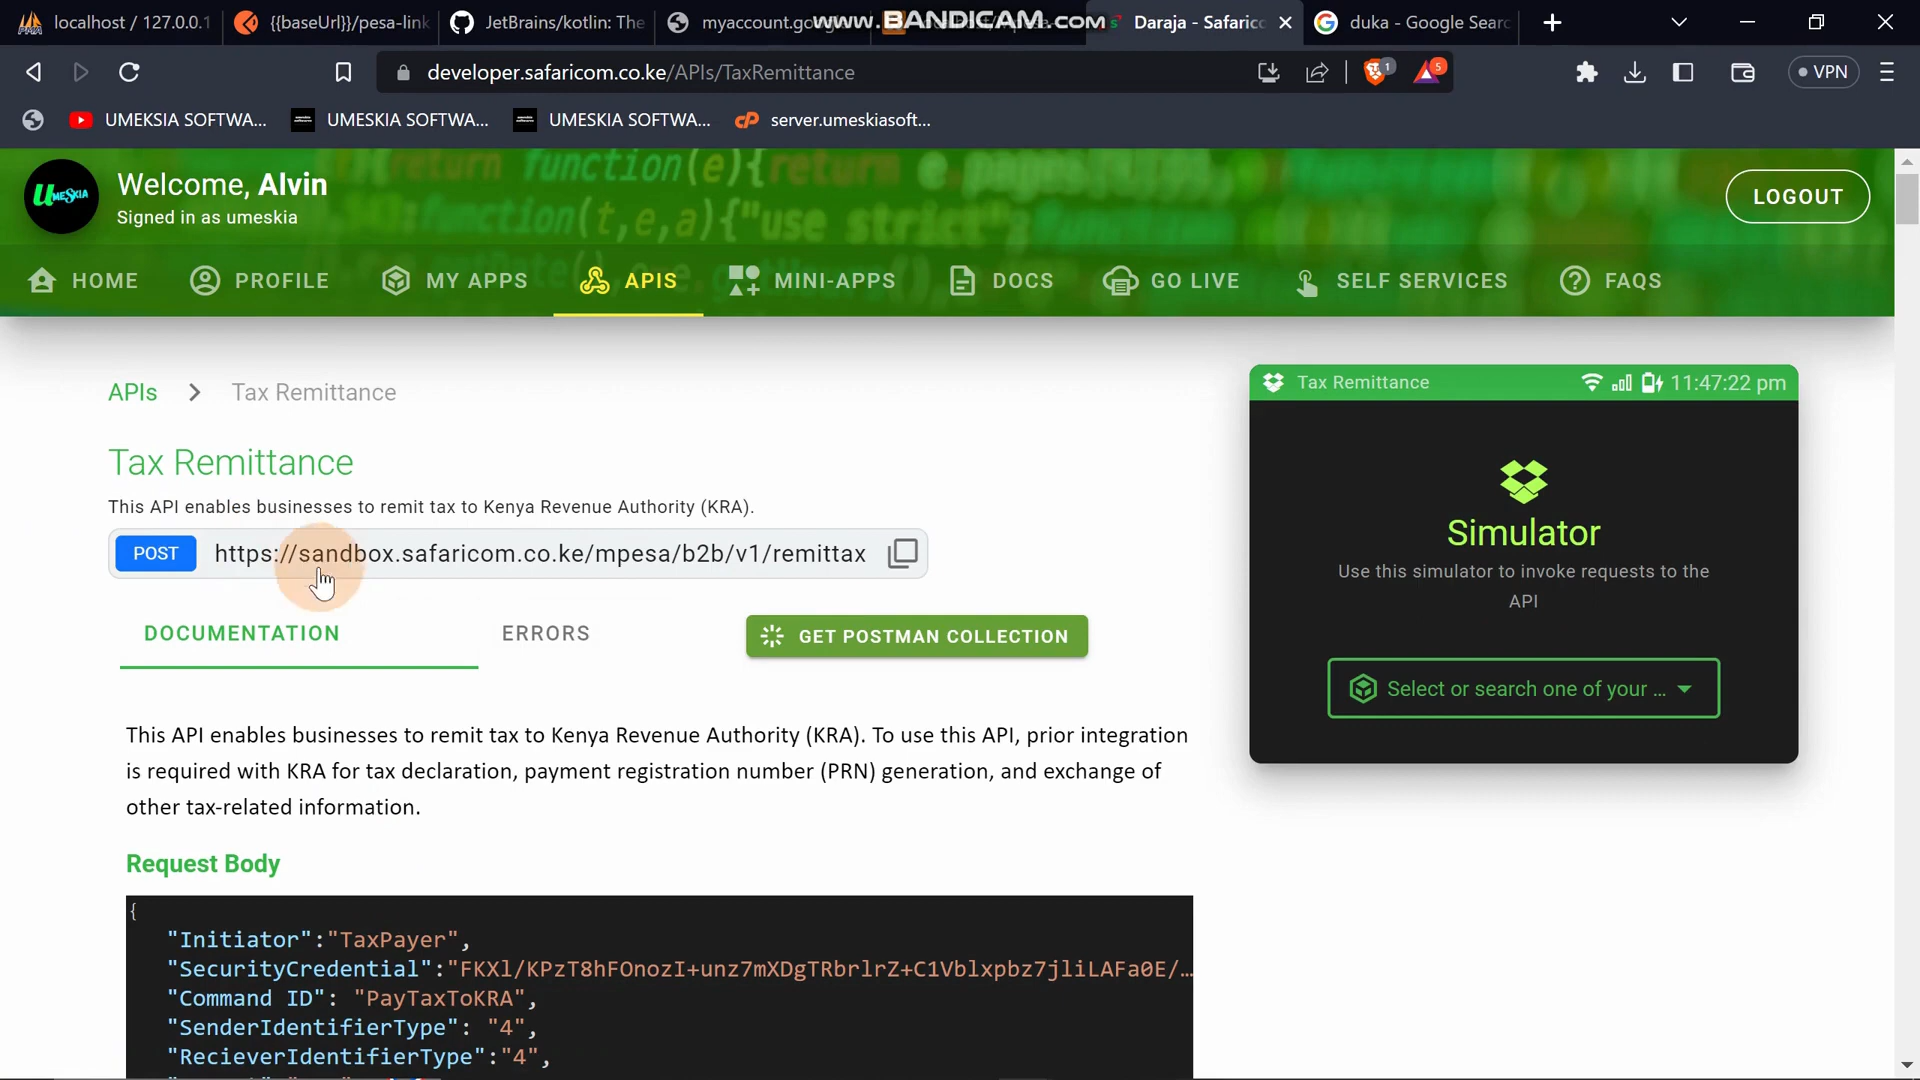 localhost / 127.0.0.1
{{baseUrl}}/pesa-link
JetBrains/kotlin: The
myaccount.goog
www.BANDICAM.com
Daraja - Safarico
duka - Google Searc
developer.safaricom.co.ke/APIs/TaxRemittance
1
5
VPN
UMEKSIA SOFTWA...
UMESKIA SOFTWA...
UMESKIA SOFTWA...
server.umeskiasoft...
UMESKIA
Welcome, Alvin
Signed in as umeskia
LOGOUT
HOME
PROFILE
MY APPS
APIS
MINI-APPS
DOCS
GO LIVE
SELF SERVICES
FAQS
APIs
Tax Remittance
Tax Remittance
This API enables businesses to remit tax to Kenya Revenue Authority (KRA).
POST https://sandbox.safaricom.co.ke/mpesa/b2b/v1/remittax
DOCUMENTATION
ERRORS
GET POSTMAN COLLECTION
This API enables businesses to remit tax to Kenya Revenue Authority (KRA). To use this API, prior integration
is required with KRA for tax declaration, payment registration number (PRN) generation, and exchange of
other tax-related information.
Request Body
{
"Initiator":"TaxPayer",
"SecurityCredential":"FKXl/KPzT8hFOnozI+unz7mXDgTRbrlrZ+C1Vblxpbz7jliLAFa0E/…
"Command ID": "PayTaxToKRA",
"SenderIdentifierType": "4",
"RecieverIdentifierType":"4",
Tax Remittance
11:47:22 pm
Simulator
Use this simulator to invoke requests to the
API
Select or search one of your ...